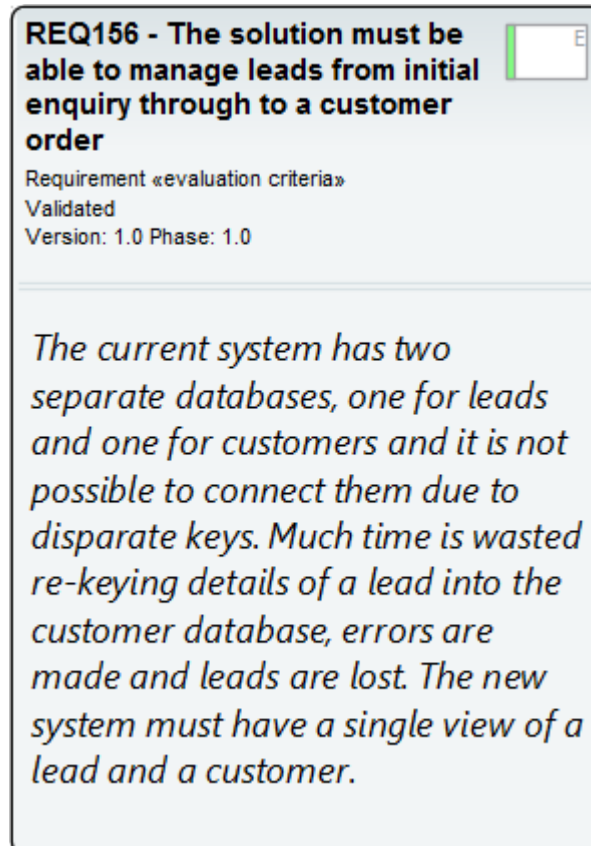 REQ156 - The solution must be
able to manage leads from initial
enquiry through to a customer
order
E
Requirement «evaluation criteria»
Validated
Version: 1.0 Phase: 1.0
The current system has two
separate databases, one for leads
and one for customers and it is not
possible to connect them due to
disparate keys. Much time is wasted
re-keying details of a lead into the
customer database, errors are
made and leads are lost. The new
system must have a single view of a
lead and a customer.